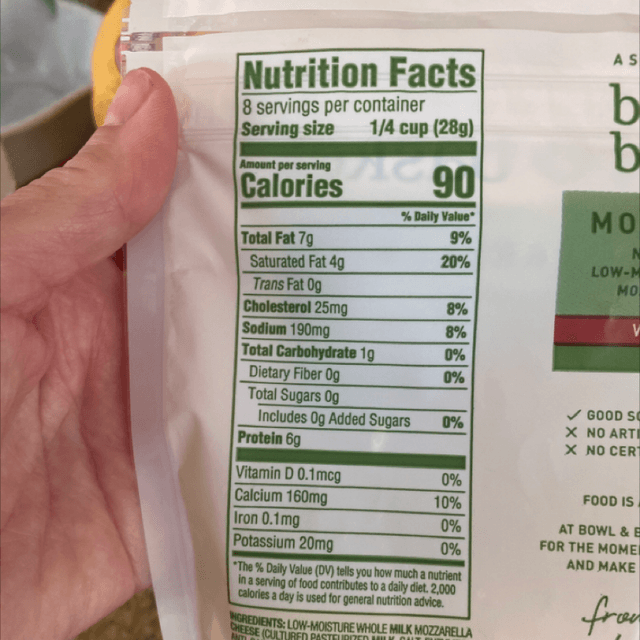 Nutrition Facts
8 servings per container
Serving size 1/4 cup (28g)
Amount per serving
Calories 90
% Daily Value*
Total Fat 7g 9%
Saturated Fat 4g 20%
Trans Fat 0g
Cholesterol 25mg 8%
Sodium 190mg 8%
Total Carbohydrate 1g 0%
Dietary Fiber 0g 0%
Total Sugars 0g
Includes 0g Added Sugars 0%
Protein 6g
Vitamin D 0.1mcg 0%
Calcium 160mg 10%
Iron 0.1mg 0%
Potassium 20mg 0%
*The % Daily Value (DV) tells you how much a nutrient
in a serving of food contributes to a daily diet. 2,000
calories a day is used for general nutrition advice.
INGREDIENTS: LOW-MOISTURE WHOLE MILK MOZZARELLA
CHEESE (CULTURED PASTEURIZED MILK, SALT,
A S
b
b
MO
N
LOW-M
MO
V
✓ GOOD SO
X NO ARTI
X NO CERT
FOOD IS
AT BOWL & B
FOR THE MOME
AND MAKE
from